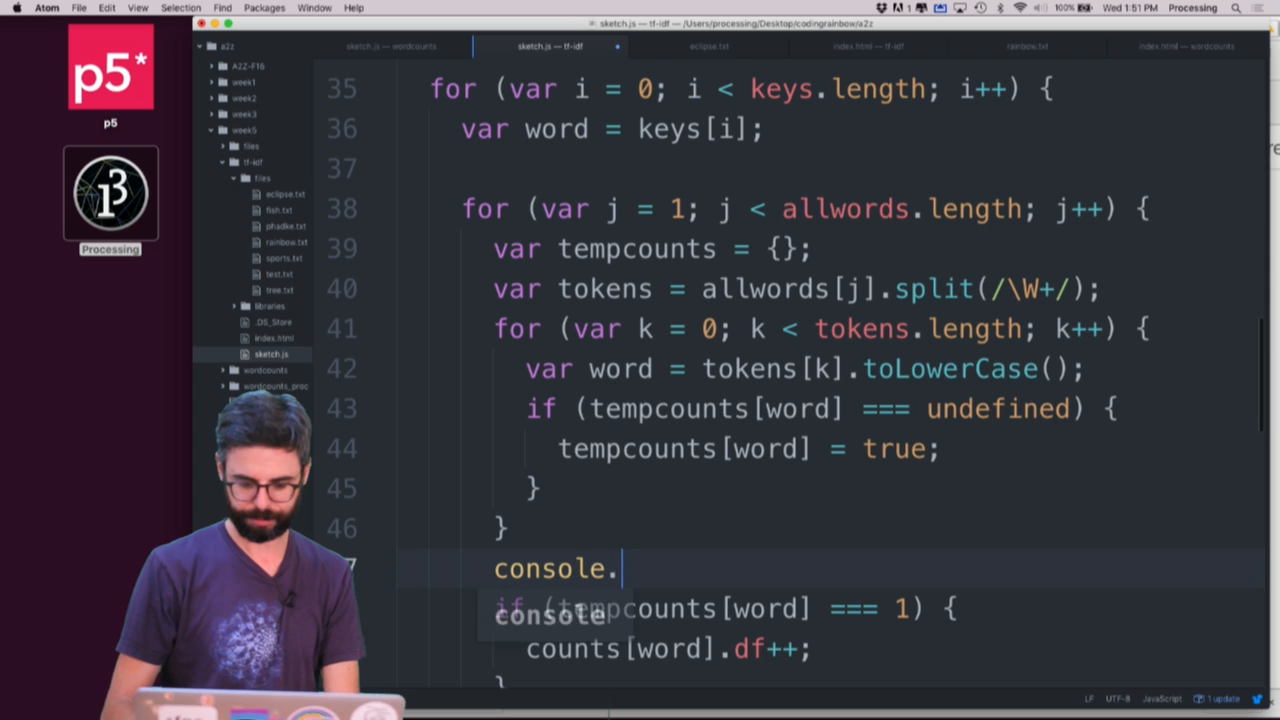 Atom File Edit View Selection Find Packages Window Help
100% Wed 1:51 PM Processing
sketch.js — tf-idf — /Users/processing/Desktop/codingrainbow/a2z
a2z
sketch.js — wordcounts
sketch.js — tf-idf
eclipse.txt
index.html — tf-idf
rainbow.txt
index.html — wordcounts
p5*
p5
Processing
A2Z-F16
week1
week2
week3
week5
files
tf-idf
files
eclipse.txt
fish.txt
phadke.txt
rainbow.txt
sports.txt
test.txt
tree.txt
libraries
.DS_Store
index.html
sketch.js
wordcounts
wordcounts_proc
35 for (var i = 0; i < keys.length; i++) {
36 var word = keys[i];
37
38 for (var j = 1; j < allwords.length; j++) {
39 var tempcounts = {};
40 var tokens = allwords[j].split(/\W+/);
41 for (var k = 0; k < tokens.length; k++) {
42 var word = tokens[k].toLowerCase();
43 if (tempcounts[word] === undefined) {
44 tempcounts[word] = true;
45 }
46 }
console.
console
if (tempcounts[word] === 1) {
counts[word].df++;
}
LF UTF-8 JavaScript 1 update